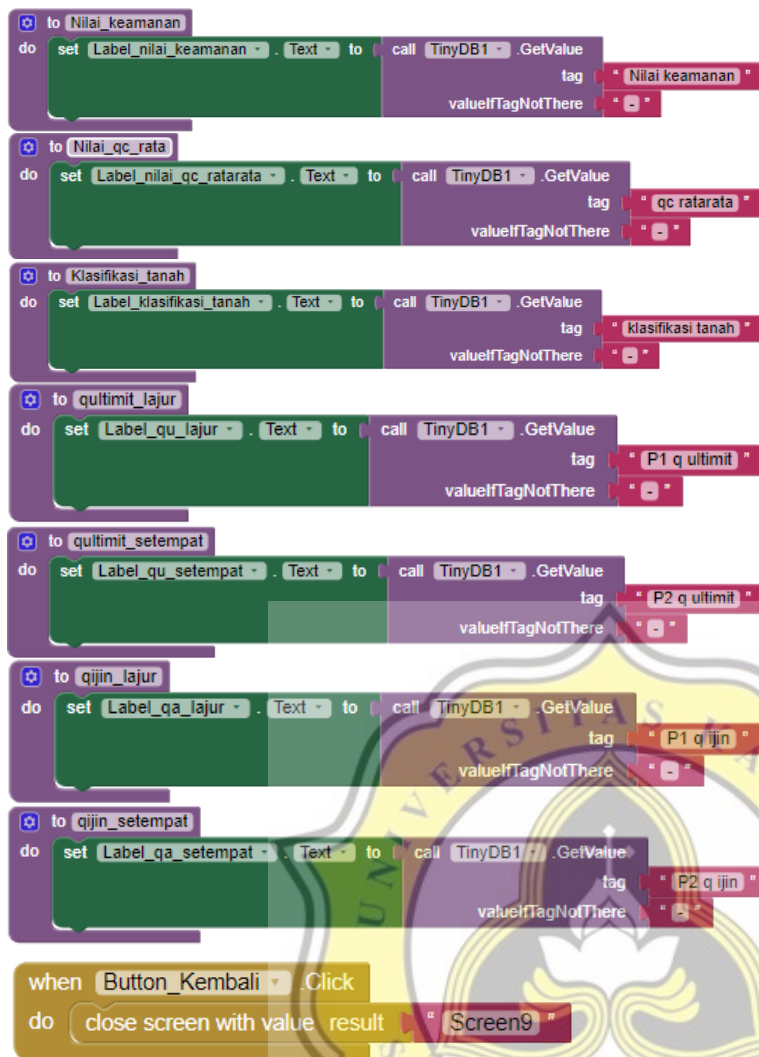 to Nilai_keamanan
do set Label_nilai_keamanan . Text to call TinyDB1 .GetValue
tag " Nilai keamanan "
valueIfTagNotThere " - "
to Nilai_qc_rata
do set Label_nilai_qc_ratarata . Text to call TinyDB1 .GetValue
tag " qc ratarata "
valueIfTagNotThere " - "
to Klasifikasi_tanah
do set Label_klasifikasi_tanah . Text to call TinyDB1 .GetValue
tag " klasifikasi tanah "
valueIfTagNotThere " - "
to qultimit_lajur
do set Label_qu_lajur . Text to call TinyDB1 .GetValue
tag " P1 q ultimit "
valueIfTagNotThere " - "
to qultimit_setempat
do set Label_qu_setempat . Text to call TinyDB1 .GetValue
tag " P2 q ultimit "
valueIfTagNotThere " - "
to qijin_lajur
do set Label_qa_lajur . Text to call TinyDB1 .GetValue
tag " P1 q ijin "
valueIfTagNotThere " - "
to qijin_setempat
do set Label_qa_setempat . Text to call TinyDB1 .GetValue
tag " P2 q ijin "
valueIfTagNotThere " - "
when Button_Kembali .Click
do close screen with value result " Screen9 "